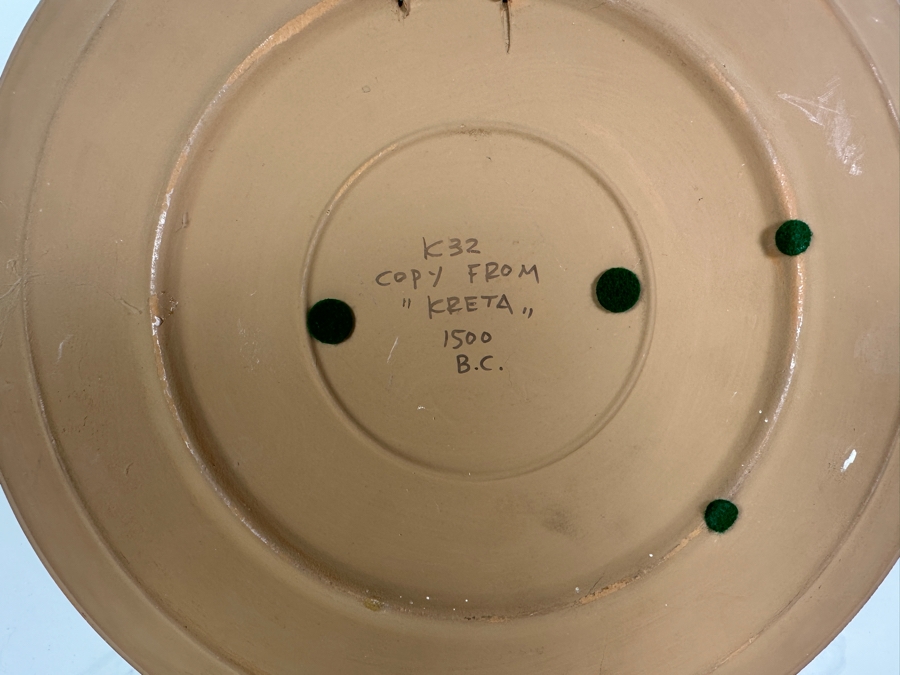 K32
COPY FROM
" KRETA „
1500
B.C.